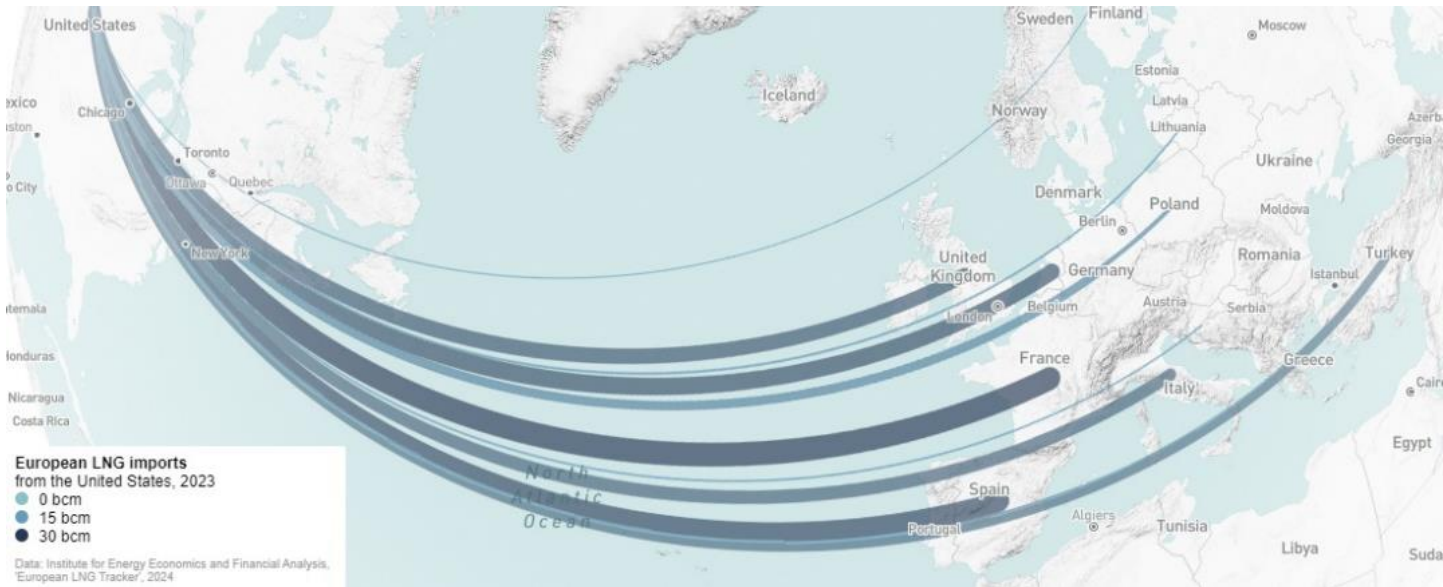 United States
Sweden
Finland
Moscow
Estonia
Latvia
Lithuania
Iceland
Norway
Chicago
Toronto
Ottawa
Quebec
New York
Denmark
Berlin
Poland
Ukraine
Moldova
Romania
Georgia
Turkey
Istanbul
United
Kingdom
London
Germany
Belgium
Austria
Serbia
France
Greece
Italy
Honduras
Nicaragua
Costa Rica
Egypt
Spain
Portugal
Algiers
Tunisia
Libya
North
Atlantic
Ocean
European LNG imports
from the United States, 2023
0 bcm
15 bcm
30 bcm
Data: Institute for Energy Economics and Financial Analysis,
'European LNG Tracker', 2024